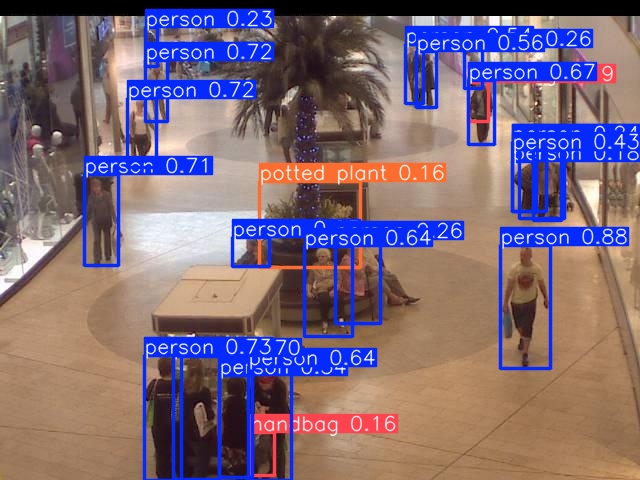 person 0.23
person 0.72
person 0.56
0.26
person 0.67
9
person 0.72
person 0.43
person 0.71
potted plant 0.16
person
0.26
person 0.64
person 0.88
person 0.73
70
person 0.64
handbag 0.16